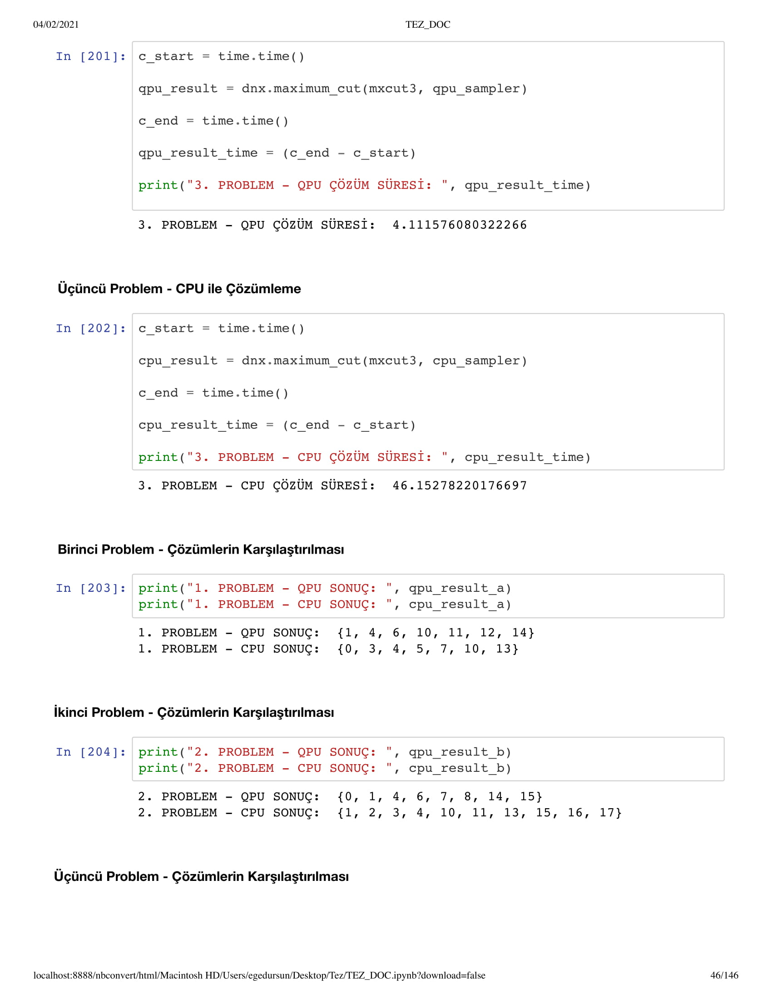 04/02/2021 TEZ_DOC
In [201]: c_start = time.time()
qpu_result = dnx.maximum_cut(mxcut3, qpu_sampler)
c_end = time.time()
qpu_result_time = (c_end - c_start)
print("3. PROBLEM - QPU ÇÖZÜM SÜRESİ: ", qpu_result_time)
3. PROBLEM - QPU ÇÖZÜM SÜRESİ:  4.111576080322266
Üçüncü Problem - CPU ile Çözümleme
In [202]: c_start = time.time()
cpu_result = dnx.maximum_cut(mxcut3, cpu_sampler)
c_end = time.time()
cpu_result_time = (c_end - c_start)
print("3. PROBLEM - CPU ÇÖZÜM SÜRESİ: ", cpu_result_time)
3. PROBLEM - CPU ÇÖZÜM SÜRESİ:  46.15278220176697
Birinci Problem - Çözümlerin Karşılaştırılması
In [203]: print("1. PROBLEM - QPU SONUÇ: ", qpu_result_a)
print("1. PROBLEM - CPU SONUÇ: ", cpu_result_a)
1. PROBLEM - QPU SONUÇ:  {1, 4, 6, 10, 11, 12, 14}
1. PROBLEM - CPU SONUÇ:  {0, 3, 4, 5, 7, 10, 13}
İkinci Problem - Çözümlerin Karşılaştırılması
In [204]: print("2. PROBLEM - QPU SONUÇ: ", qpu_result_b)
print("2. PROBLEM - CPU SONUÇ: ", cpu_result_b)
2. PROBLEM - QPU SONUÇ:  {0, 1, 4, 6, 7, 8, 14, 15}
2. PROBLEM - CPU SONUÇ:  {1, 2, 3, 4, 10, 11, 13, 15, 16, 17}
Üçüncü Problem - Çözümlerin Karşılaştırılması
localhost:8888/nbconvert/html/Macintosh HD/Users/egedursun/Desktop/Tez/TEZ_DOC.ipynb?download=false 46/146